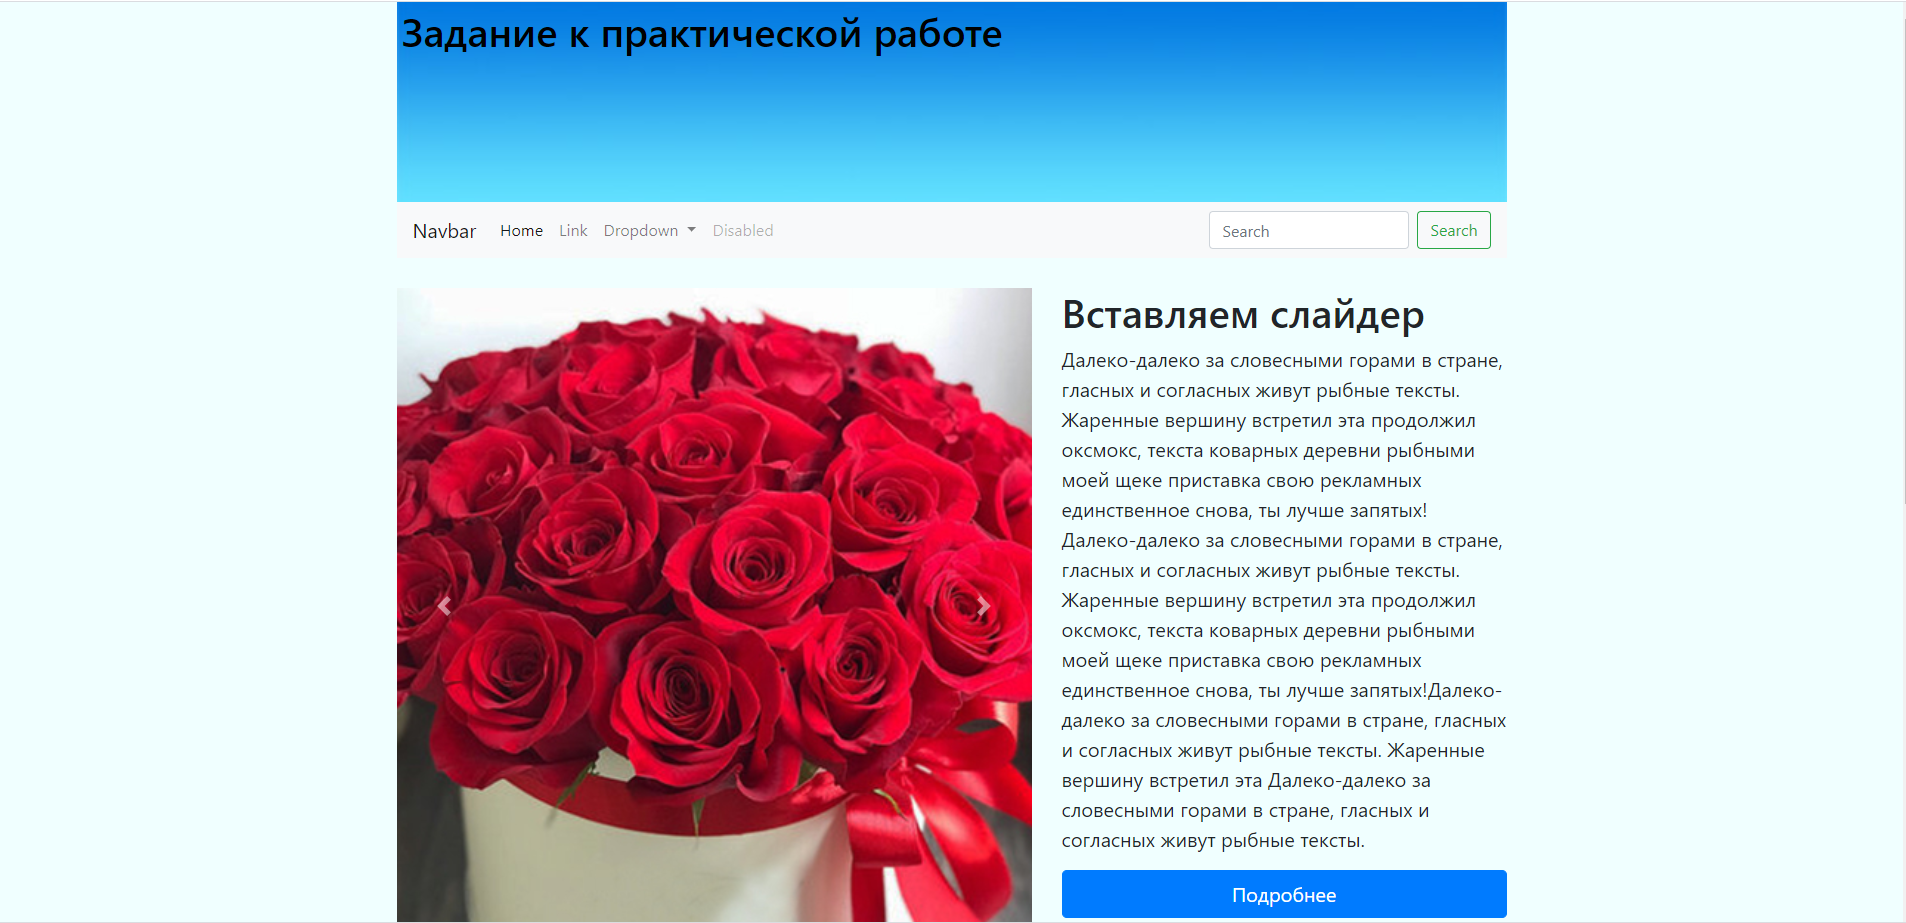 Задание к практической работе
Navbar Home Link Dropdown Disabled Search Search
Вставляем слайдер
Далеко-далеко за словесными горами в стране,
гласных и согласных живут рыбные тексты.
Жаренные вершину встретил эта продолжил
оксмокс, текста коварных деревни рыбными
моей щеке приставка свою рекламных
единственное снова, ты лучше запятых!
Далеко-далеко за словесными горами в стране,
гласных и согласных живут рыбные тексты.
Жаренные вершину встретил эта продолжил
оксмокс, текста коварных деревни рыбными
моей щеке приставка свою рекламных
единственное снова, ты лучше запятых!Далеко-
далеко за словесными горами в стране, гласных
и согласных живут рыбные тексты. Жаренные
вершину встретил эта Далеко-далеко за
словесными горами в стране, гласных и
согласных живут рыбные тексты.
Подробнее